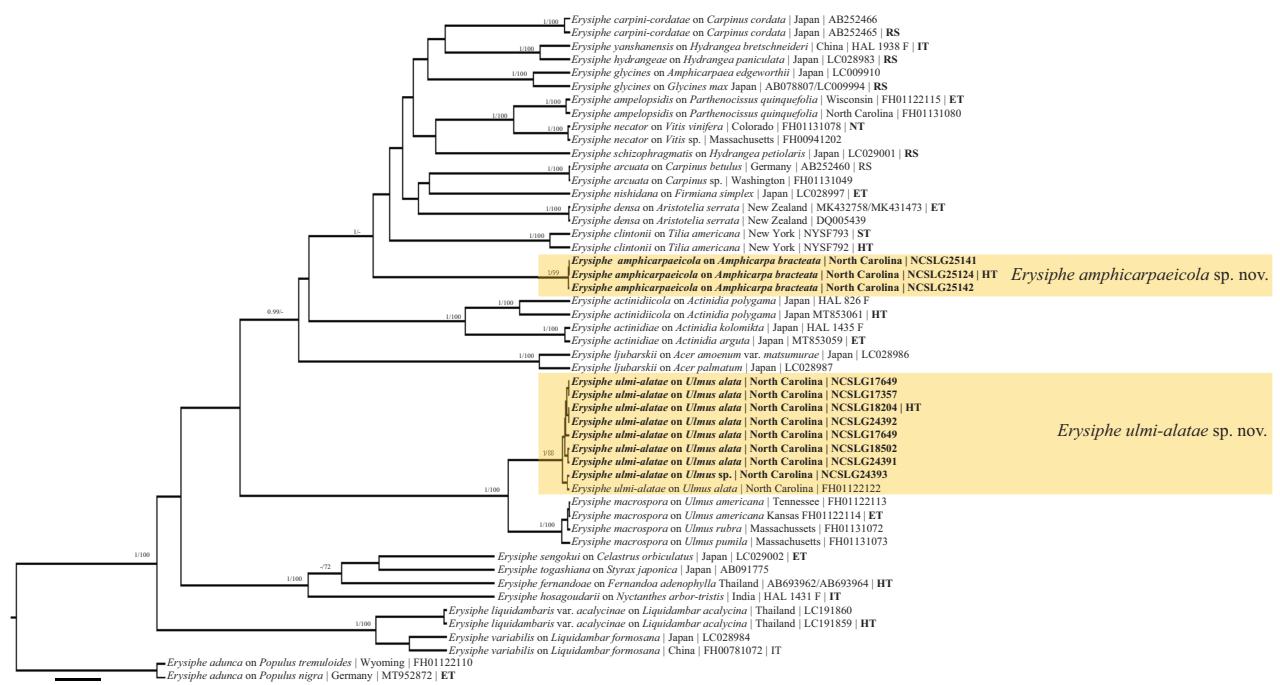 1/100
Erysiphe carpini-cordatae on Carpinus cordata | Japan | AB252466
Erysiphe carpini-cordatae on Carpinus cordata | Japan | AB252465 | RS
Erysiphe yanshanensis on Hydrangea bretschneideri | China | HAL 1938 F | IT
1/100
Erysiphe hydrangeae on Hydrangea paniculata | Japan | LC028983 | RS
Erysiphe glycines on Amphicarpaea edgeworthii | Japan | LC009910
1/100
Erysiphe glycines on Glycines max Japan | AB078807/LC009994 | RS
Erysiphe ampelopsidis on Parthenocissus quinquefolia | Wisconsin | FH01122115 | ET
1/100
Erysiphe ampelopsidis on Parthenocissus quinquefolia | North Carolina | FH01131080
Erysiphe necator on Vitis vinifera | Colorado | FH01131078 | NT
1/100
Erysiphe necator on Vitis sp. | Massachusetts | FH00941202
Erysiphe schizophragmatis on Hydrangea petiolaris | Japan | LC029001 | RS
Erysiphe arcuata on Carpinus betulus | Germany | AB252460 | RS
1/100
Erysiphe arcuata on Carpinus sp. | Washington | FH01131049
Erysiphe nishidana on Firmiana simplex | Japan | LC028997 | ET
Erysiphe densa on Aristotelia serrata | New Zealand | MK432758/MK431473 | ET
1/100
Erysiphe densa on Aristotelia serrata | New Zealand | DQ005439
1/-
Erysiphe clintonii on Tilia americana | New York | NYSF793 | ST
1/100
Erysiphe clintonii on Tilia americana | New York | NYSF792 | HT
Erysiphe amphicarpaeicola on Amphicarpa bracteata | North Carolina | NCSLG25141
1/99
Erysiphe amphicarpaeicola on Amphicarpa bracteata | North Carolina | NCSLG25124 | HT
Erysiphe amphicarpaeicola sp. nov.
Erysiphe amphicarpaeicola on Amphicarpa bracteata | North Carolina | NCSLG25142
Erysiphe actinidiicola on Actinidia polygama | Japan | HAL 826 F
1/100
0.99/-
Erysiphe actinidiicola on Actinidia polygama | Japan MT853061 | HT
1/100
Erysiphe actinidiae on Actinidia kolomikta | Japan | HAL 1435 F
1/100
Erysiphe actinidiae on Actinidia arguta | Japan | MT853059 | ET
Erysiphe ljubarskii on Acer amoenum var. matsumurae | Japan | LC028986
1/100
Erysiphe ljubarskii on Acer palmatum | Japan | LC028987
Erysiphe ulmi-alatae on Ulmus alata | North Carolina | NCSLG17649
Erysiphe ulmi-alatae on Ulmus alata | North Carolina | NCSLG17357
Erysiphe ulmi-alatae on Ulmus alata | North Carolina | NCSLG18204 | HT
Erysiphe ulmi-alatae on Ulmus alata | North Carolina | NCSLG24392
Erysiphe ulmi-alatae sp. nov.
Erysiphe ulmi-alatae on Ulmus alata | North Carolina | NCSLG17649
Erysiphe ulmi-alatae on Ulmus alata | North Carolina | NCSLG18502
1/88
Erysiphe ulmi-alatae on Ulmus alata | North Carolina | NCSLG24391
Erysiphe ulmi-alatae on Ulmus sp. | North Carolina | NCSLG24393
1/100
Erysiphe ulmi-alatae on Ulmus alata | North Carolina | FH01122122
Erysiphe macrospora on Ulmus americana | Tennessee | FH01122113
Erysiphe macrospora on Ulmus americana Kansas FH01122114 | ET
1/100
Erysiphe macrospora on Ulmus rubra | Massachussets | FH01131072
Erysiphe macrospora on Ulmus pumila | Massachusetts | FH01131073
1/100
Erysiphe sengokui on Celastrus orbiculatus | Japan | LC029002 | ET
-/72
Erysiphe togashiana on Styrax japonica | Japan | AB091775
1/100
Erysiphe fernandoae on Fernandoa adenophylla Thailand | AB693962/AB693964 | HT
Erysiphe hosagoudarii on Nyctanthes arbor-tristis | India | HAL 1431 F | IT
Erysiphe liquidambaris var. acalycinae on Liquidambar acalycina | Thailand | LC191860
1/100
Erysiphe liquidambaris var. acalycinae on Liquidambar acalycina | Thailand | LC191859 | HT
Erysiphe variabilis on Liquidambar formosana | Japan | LC028984
Erysiphe variabilis on Liquidambar formosana | China | FH00781072 | IT
Erysiphe adunca on Populus tremuloides | Wyoming | FH01122110
Erysiphe adunca on Populus nigra | Germany | MT952872 | ET